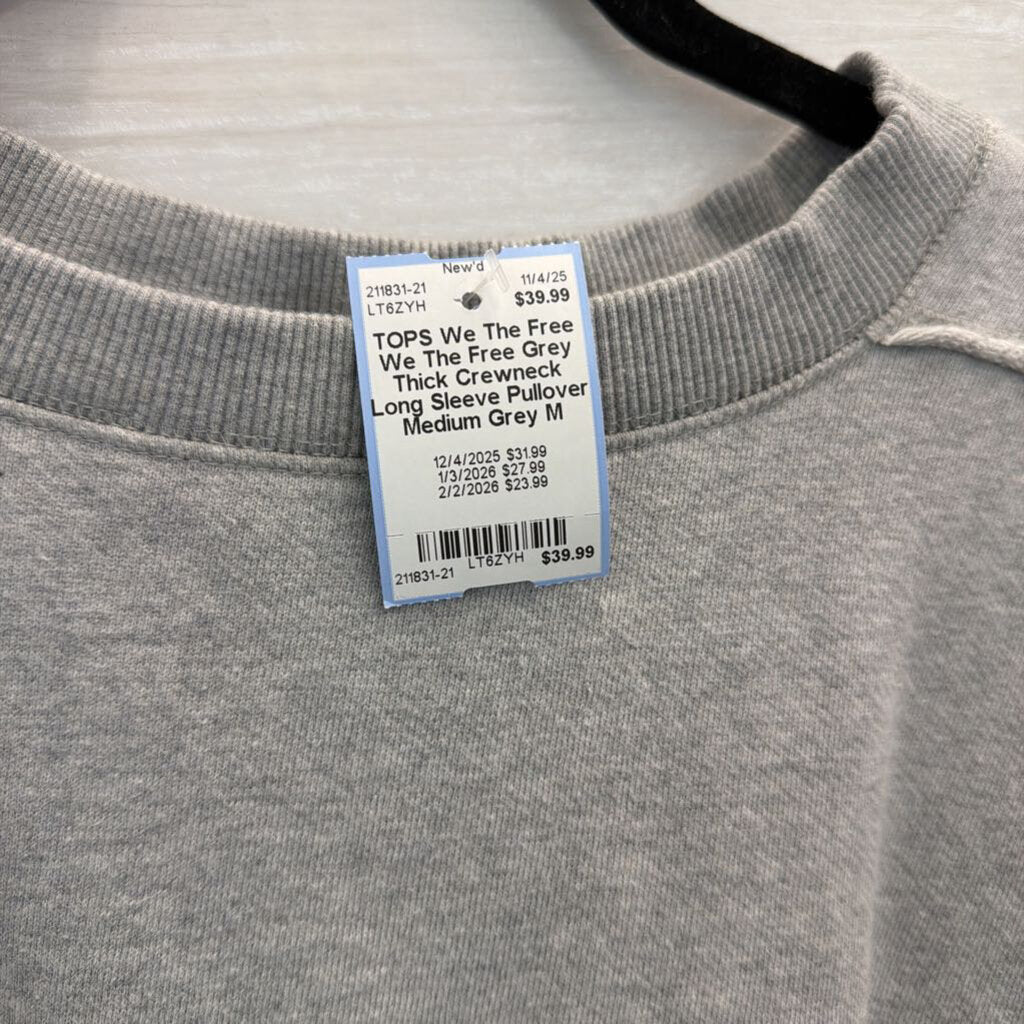 New'd
211831-21 11/4/25
LT6ZYH $39.99
TOPS We The Free
We The Free Grey
Thick Crewneck
Long Sleeve Pullover
Medium Grey M
12/4/2025 $31.99
1/3/2026 $27.99
2/2/2026 $23.99
211831-21 LT6ZYH $39.99